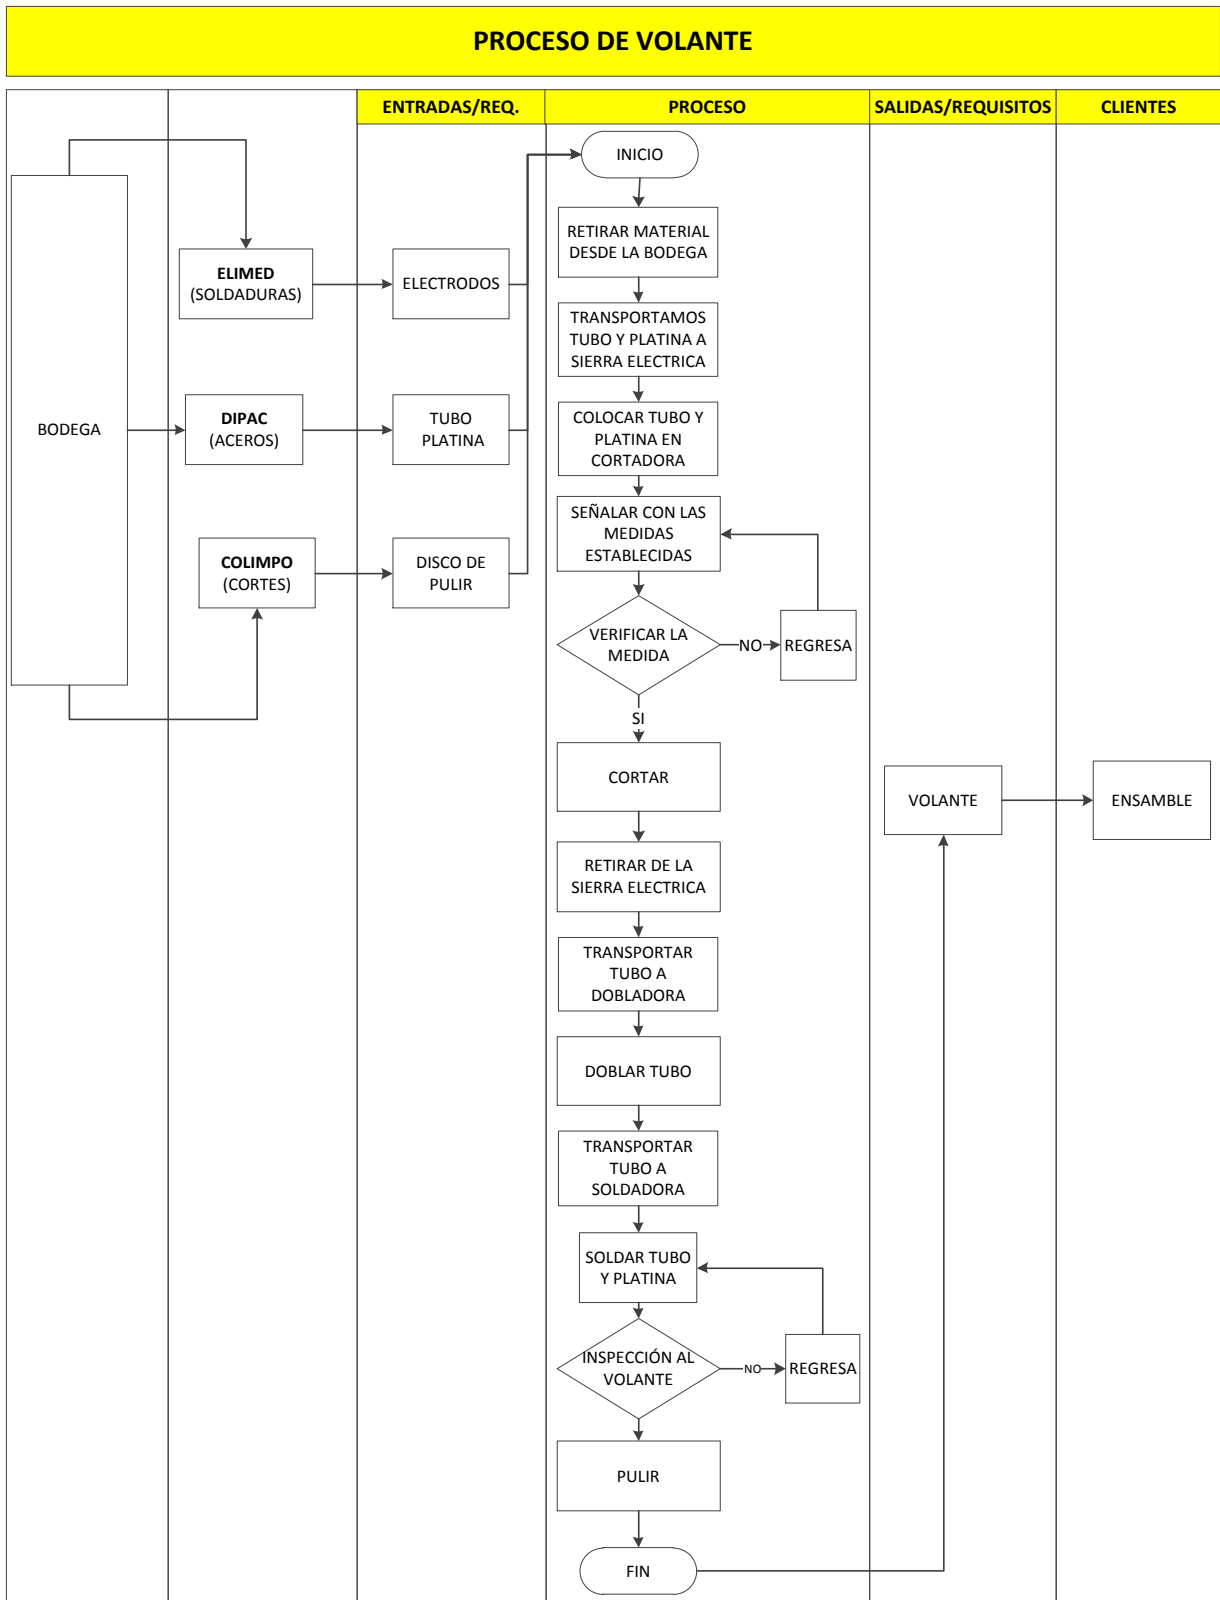 PROCESO DE VOLANTE
ENTRADAS/REQ.
PROCESO
SALIDAS/REQUISITOS
CLIENTES
BODEGA
ELIMED
(SOLDADURAS)
DIPAC
(ACEROS)
COLIMPO
(CORTES)
ELECTRODOS
TUBO
PLATINA
DISCO DE
PULIR
INICIO
RETIRAR MATERIAL
DESDE LA BODEGA
TRANSPORTAMOS
TUBO Y PLATINA A
SIERRA ELECTRICA
COLOCAR TUBO Y
PLATINA EN
CORTADORA
SEÑALAR CON LAS
MEDIDAS
ESTABLECIDAS
VERIFICAR LA
MEDIDA
NO
REGRESA
SI
CORTAR
RETIRAR DE LA
SIERRA ELECTRICA
TRANSPORTAR
TUBO A
DOBLADORA
DOBLAR TUBO
TRANSPORTAR
TUBO A
SOLDADORA
SOLDAR TUBO
Y PLATINA
INSPECCIÓN AL
VOLANTE
NO
REGRESA
PULIR
FIN
VOLANTE
ENSAMBLE